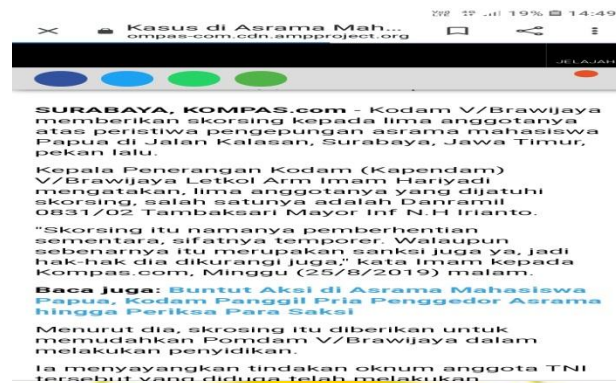 19% 14:49
Kasus di Asrama Mah...
ompas-com.cdn.ampproject.org
JELAJAH
SURABAYA, KOMPAS.com - Kodam V/Brawijaya
memberikan skorsing kepada lima anggotanya
atas peristiwa pengepungan asrama mahasiswa
Papua di Jalan Kalasan, Surabaya, Jawa Timur,
pekan lalu.
Kepala Penerangan Kodam (Kapendam)
V/Brawijaya Letkol Arm Imam Hariyadi
mengatakan, lima anggotanya yang dijatuhi
skorsing, salah satunya adalah Danramil
0831/02 Tambaksari Mayor Inf N.H Irianto.
"Skorsing itu namanya pemberhentian
sementara, sifatnya temporer. Walaupun
sebenarnya itu merupakan sanksi juga ya, jadi
hak-hak dia dikurangi juga," kata Imam kepada
Kompas.com, Minggu (25/8/2019) malam.
Baca juga: Buntut Aksi di Asrama Mahasiswa
Papua, Kodam Panggil Pria Penggedor Asrama
hingga Periksa Para Saksi
Menurut dia, skrosing itu diberikan untuk
memudahkan Pomdam V/Brawijaya dalam
melakukan penyidikan.
Ia menyayangkan tindakan oknum anggota TNI
tersebut yang diduga telah melakukan